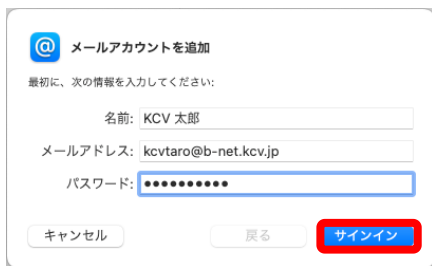 メールアカウントを追加
最初に、次の情報を入力してください:
名前: KCV 太郎
メールアドレス: kcvtaro@b-net.kcv.jp
パスワード: ●●●●●●●●●●
キャンセル 戻る サインイン